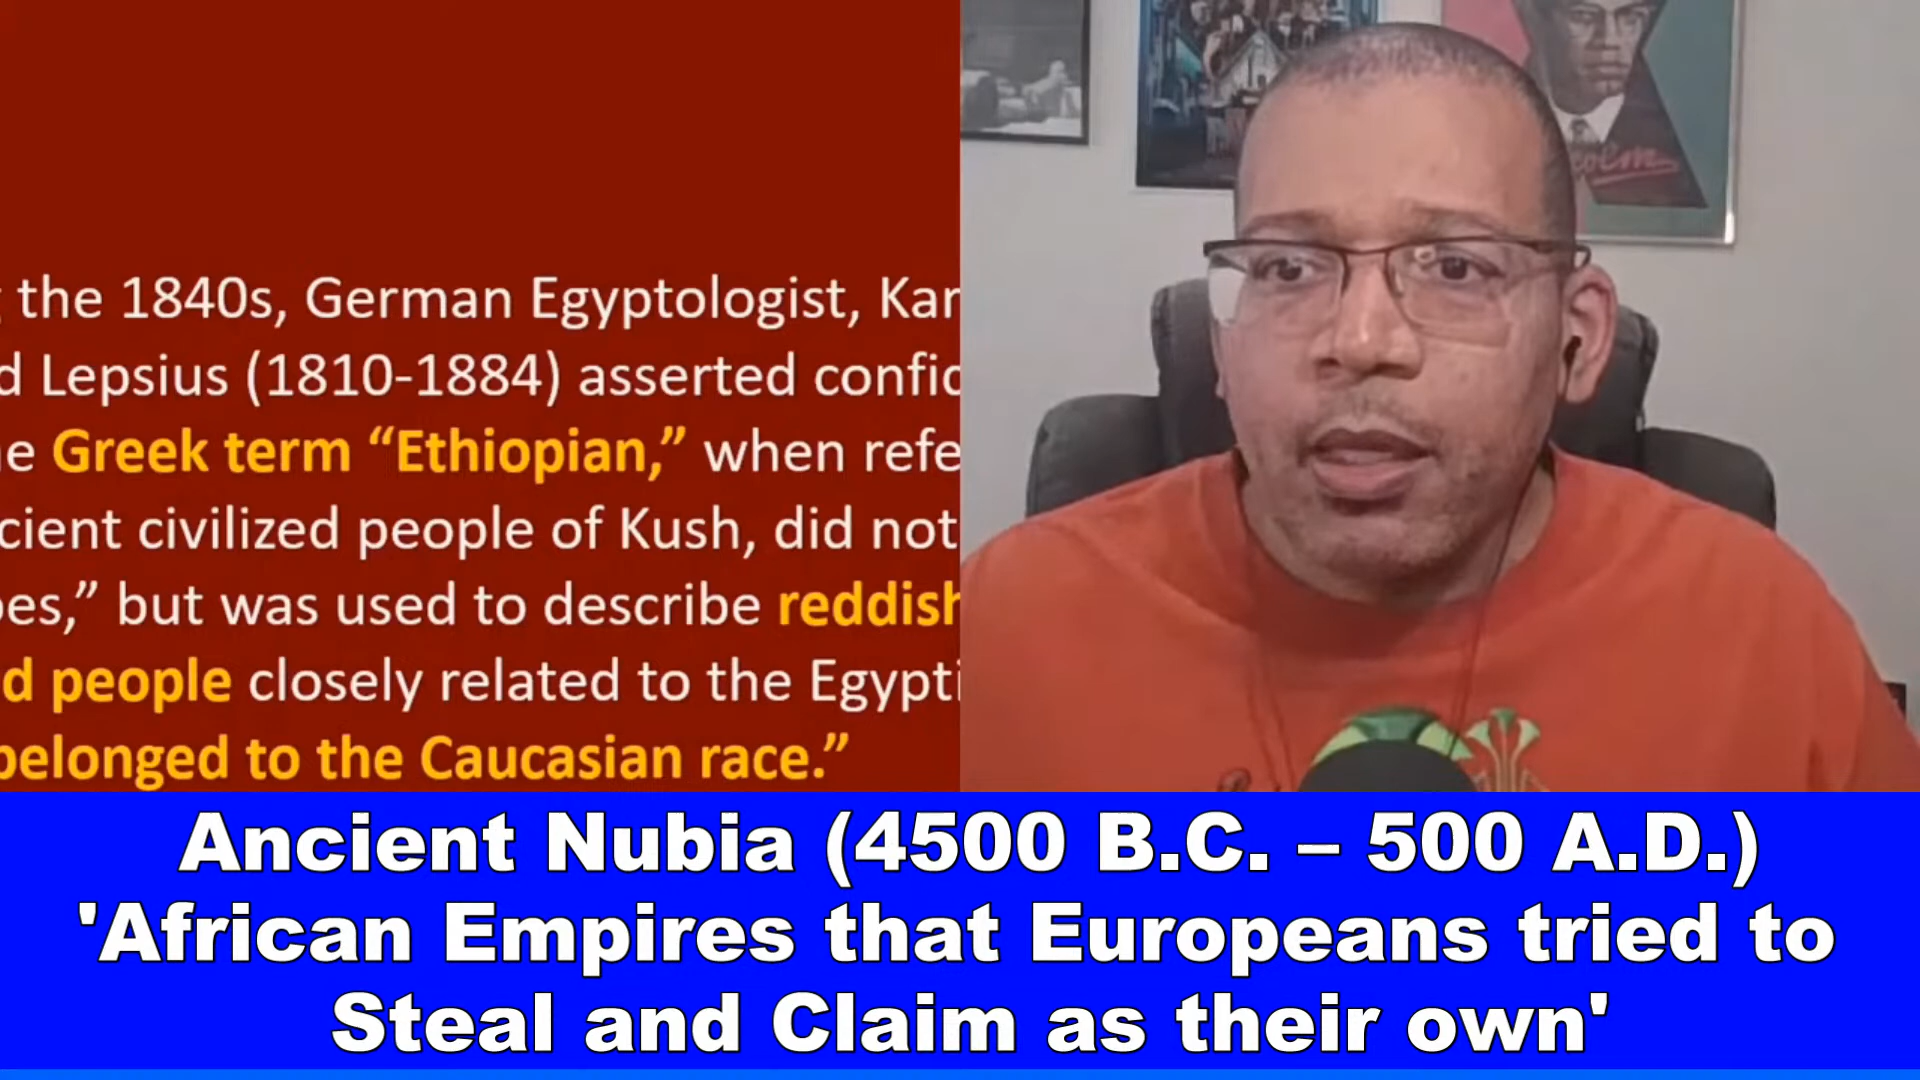 the 1840s, German Egyptologist, Kar
d Lepsius (1810-1884) asserted confid
e Greek term “Ethiopian,” when refe
cient civilized people of Kush, did not
es,” but was used to describe reddish
d people closely related to the Egypti
belonged to the Caucasian race.”
Ancient Nubia (4500 B.C. – 500 A.D.)
'African Empires that Europeans tried to
Steal and Claim as their own'